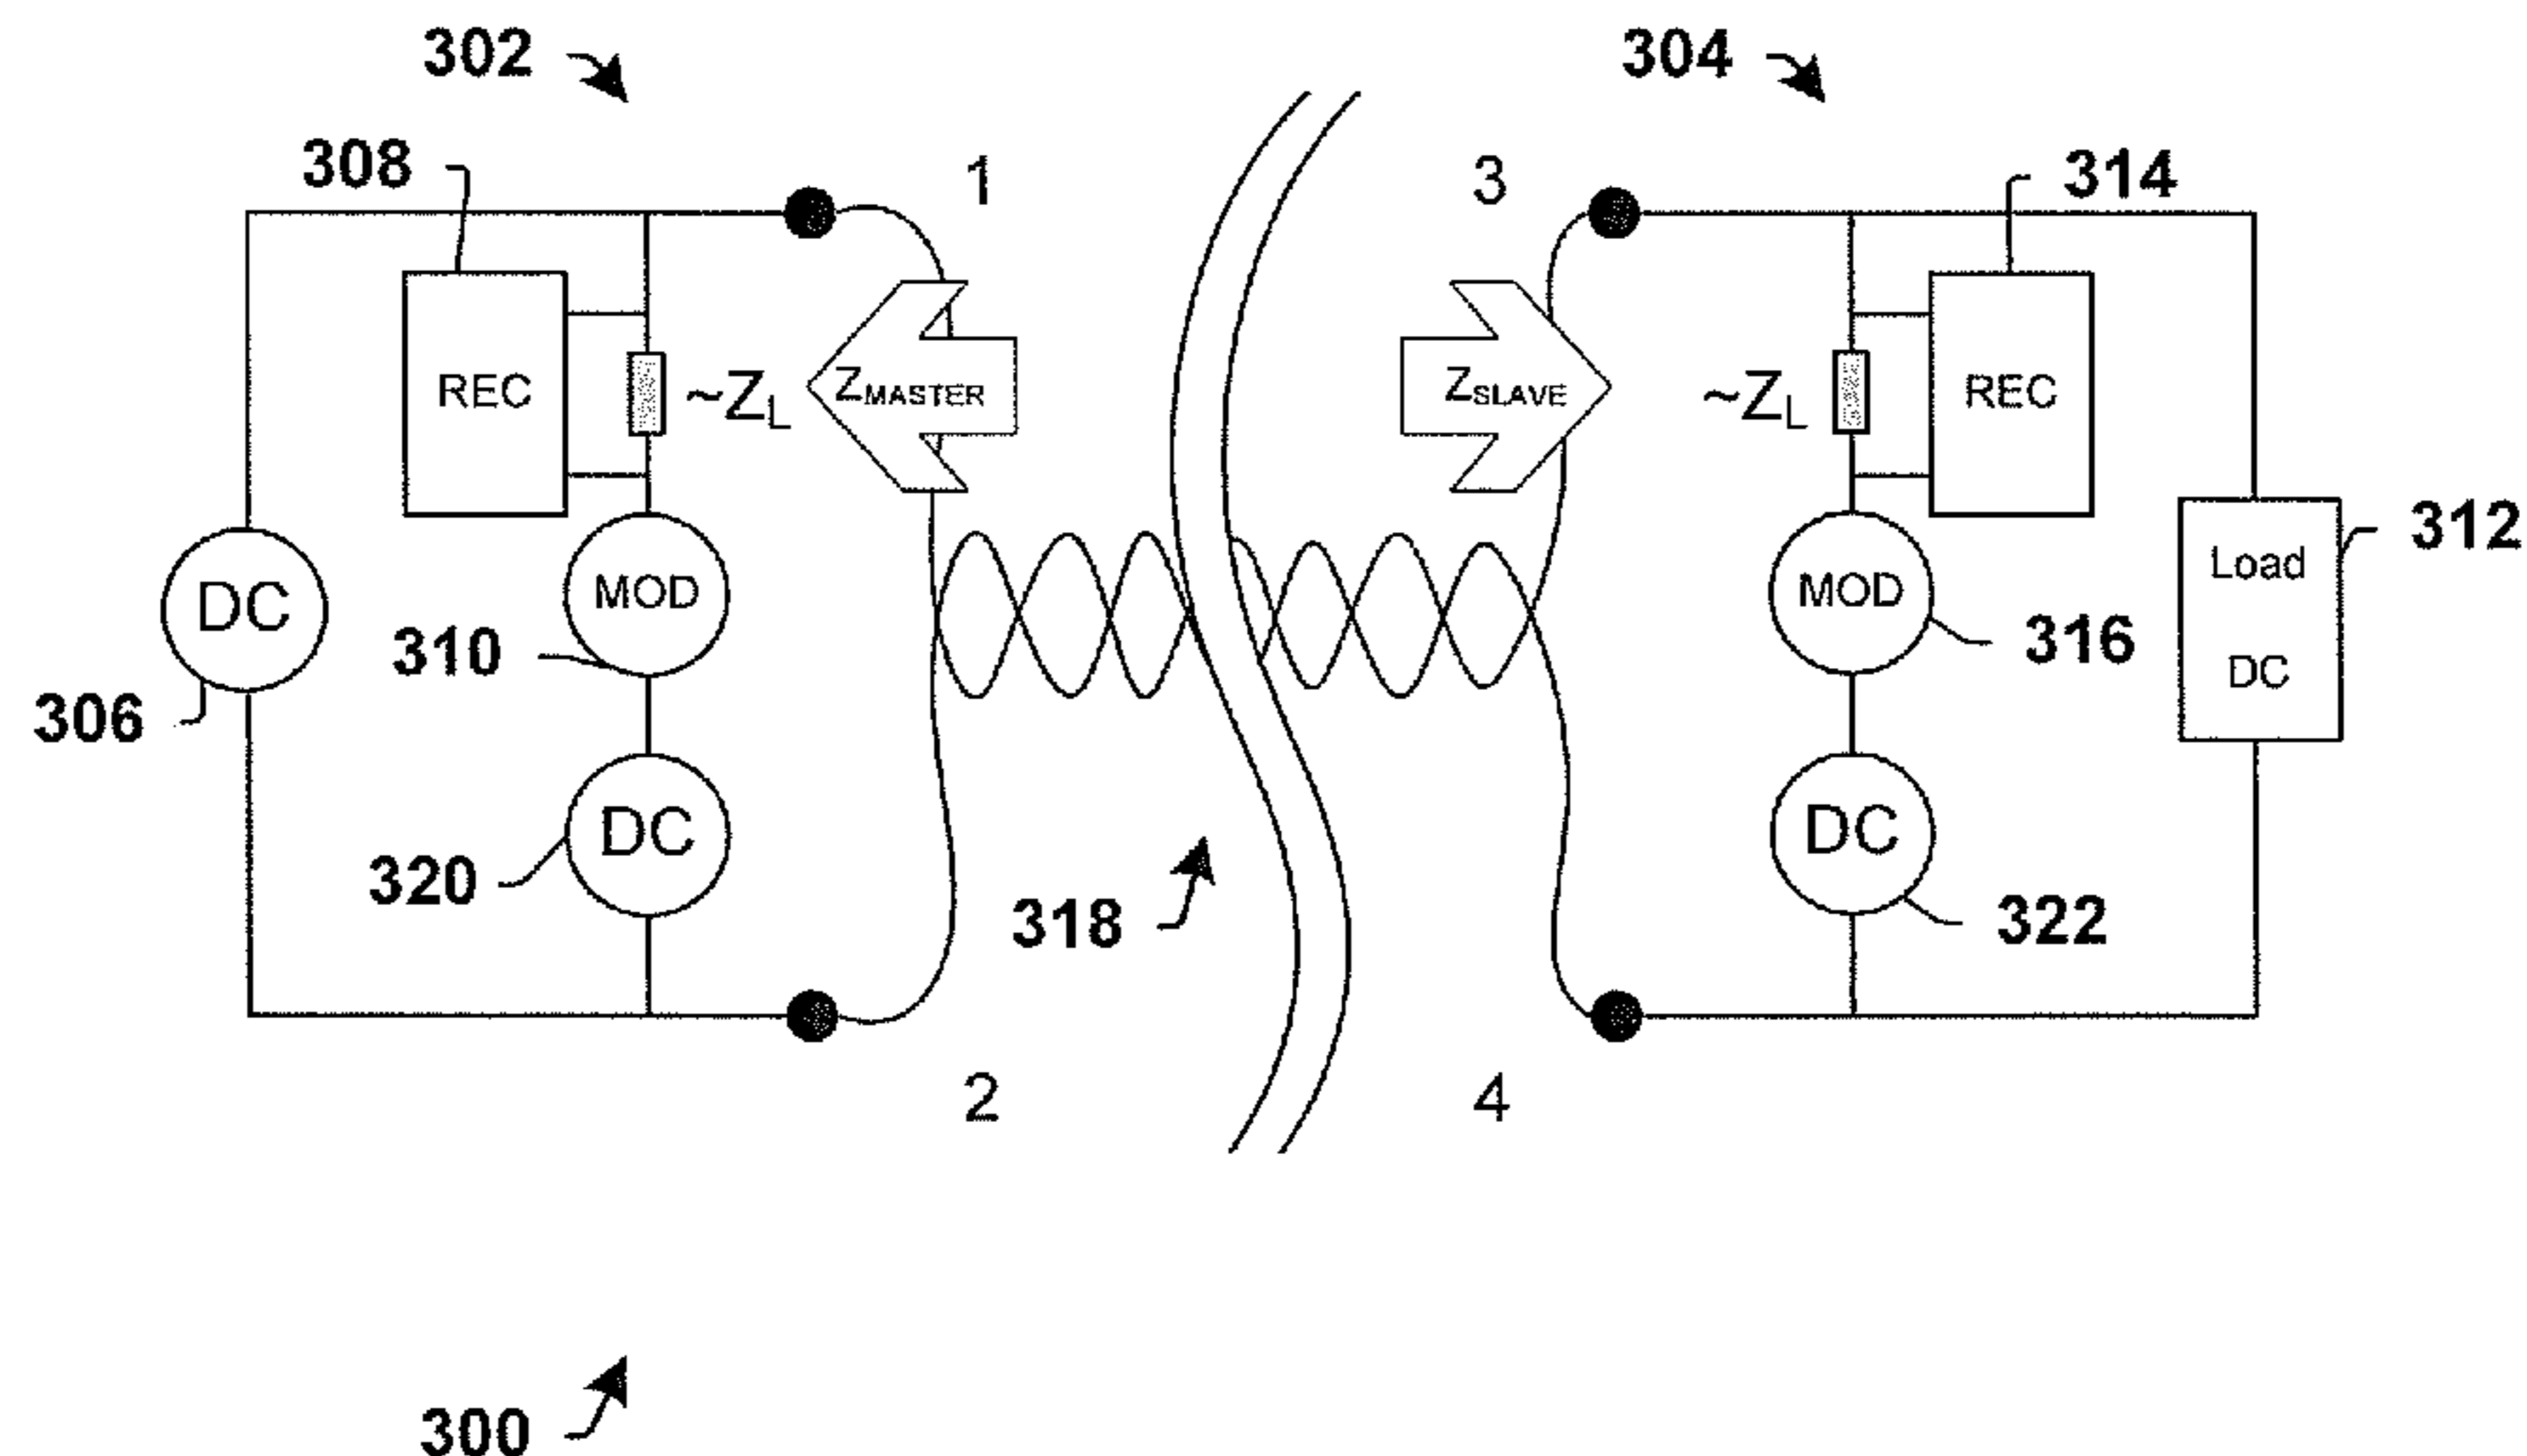 302
304
308
1
3
314
REC
~ZL
ZMASTER
ZSLAVE
~ZL
REC
312
Load
DC
DC
MOD
MOD
310
316
306
DC
DC
320
318
322
2
4
300